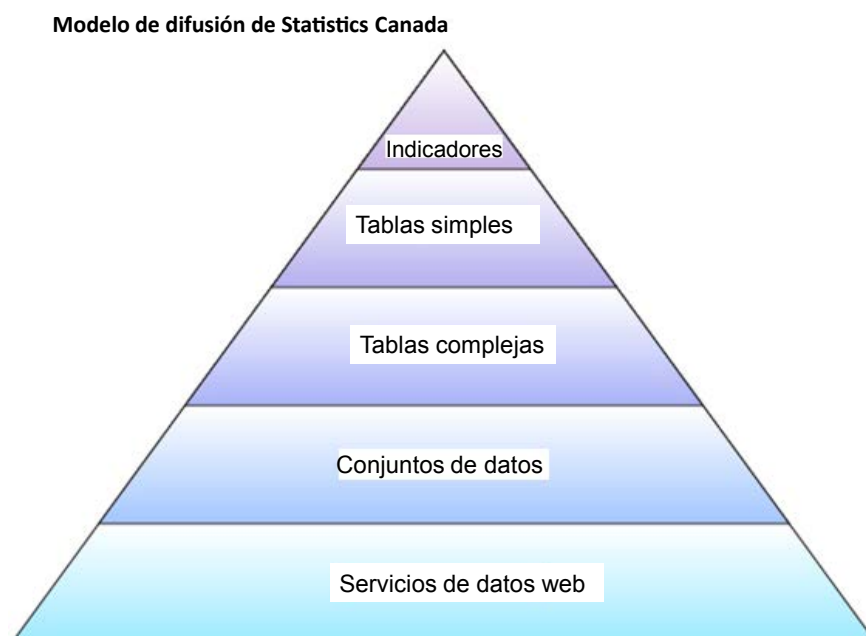 Modelo de difusión de Statistics Canada
Indicadores
Tablas simples
Tablas complejas
Conjuntos de datos
Servicios de datos web